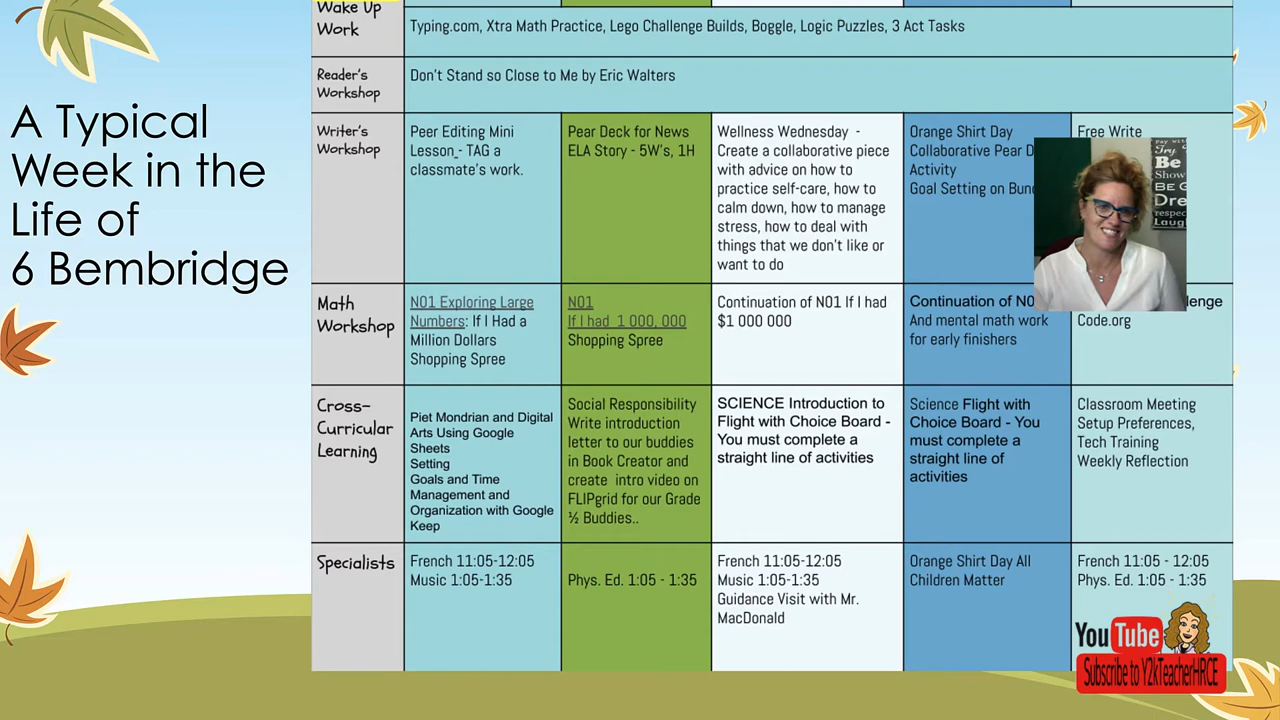 A Typical
Week in the
Life of
6 Bembridge
Wake Up
Work
Typing.com, Xtra Math Practice, Lego Challenge Builds, Boggle, Logic Puzzles, 3 Act Tasks
Reader's
Workshop
Don't Stand so Close to Me by Eric Walters
Writer's
Workshop
Peer Editing Mini
Lesson - TAG a
classmate's work.
Pear Deck for News
ELA Story - 5W's, 1H
Wellness Wednesday -
Create a collaborative piece
with advice on how to
practice self-care, how to
calm down, how to manage
stress, how to deal with
things that we don't like or
want to do
Orange Shirt Day
Collaborative Pear D
Activity
Goal Setting on
Free Write
Try
Be
Show
Math
Workshop
N01 Exploring Large
Numbers: If I Had a
Million Dollars
Shopping Spree
N01
If I had 1 000, 000
Shopping Spree
Continuation of N01 If I had
$1 000 000
Continuation of N0
And mental math work
for early finishers
lenge
Code.org
Cross-
Curricular
Learning
Piet Mondrian and Digital
Arts Using Google
Sheets
Setting
Goals and Time
Management and
Organization with Google
Keep
Social Responsibility
Write introduction
letter to our buddies
in Book Creator and
create intro video on
FLIPgrid for our Grade
½ Buddies..
SCIENCE Introduction to
Flight with Choice Board -
You must complete a
straight line of activities
Science Flight with
Choice Board - You
must complete a
straight line of
activities
Classroom Meeting
Setup Preferences,
Tech Training
Weekly Reflection
Specialists
French 11:05-12:05
Music 1:05-1:35
Phys. Ed. 1:05 - 1:35
French 11:05-12:05
Music 1:05-1:35
Guidance Visit with Mr.
MacDonald
Orange Shirt Day All
Children Matter
French 11:05 - 12:05
Phys. Ed. 1:05 - 1:35
YouTube
Subscribe to Y2kTeacherHRCE